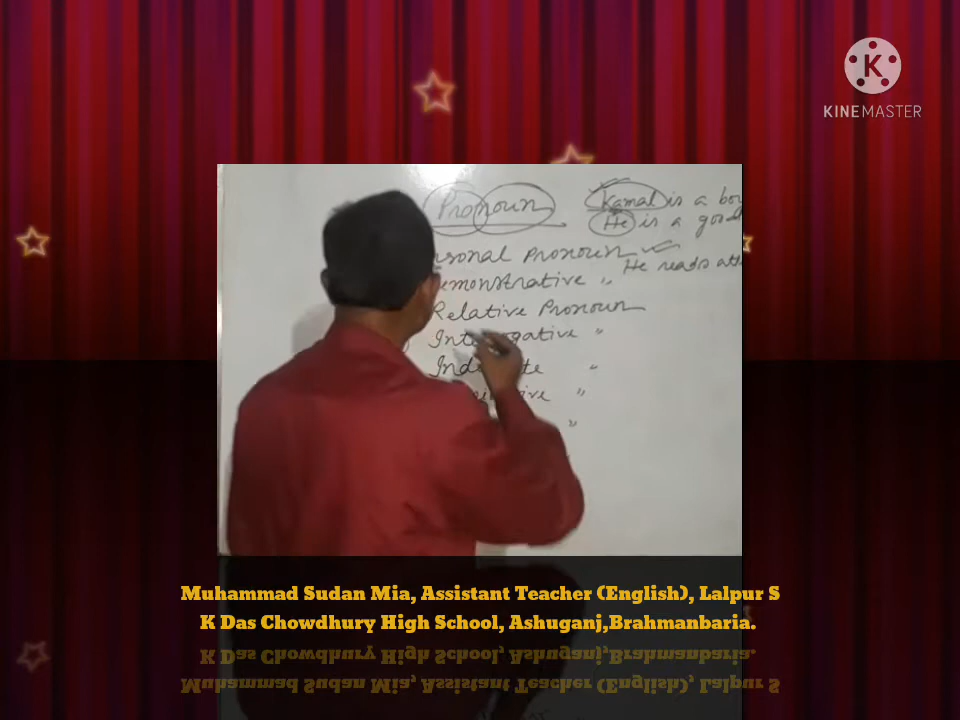 KINEMASTER
Pronoun
Kamal is a boy
He is a good
Personal Pronoun
He reads
Demonstrative "
Relative Pronoun
Interrogative "
Indefinite "
"
"
Muhammad Sudan Mia, Assistant Teacher (English), Lalpur S
K Das Chowdhury High School, Ashuganj,Brahmanbaria.